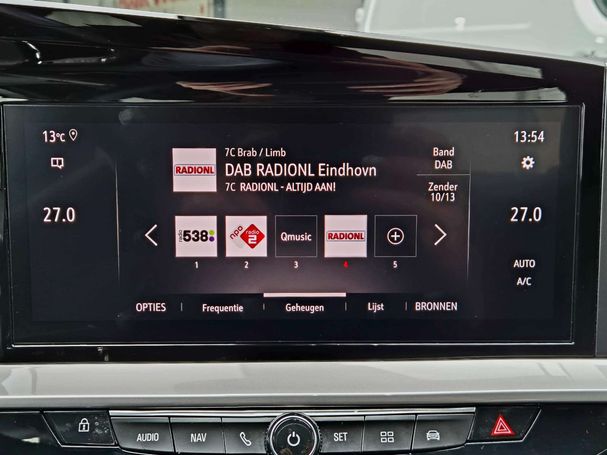 13°C
13:54
7C Brab / Limb
DAB RADIONL Eindhovn
7C RADIONL - ALTIJD AAN!
RADIONL
Band
DAB
Zender
10/13
27.0
27.0
radio 538
npo radio 2
Qmusic
RADIONL
1
2
3
4
5
AUTO
A/C
OPTIES
Frequentie
Geheugen
Lijst
BRONNEN
AUDIO
NAV
SET